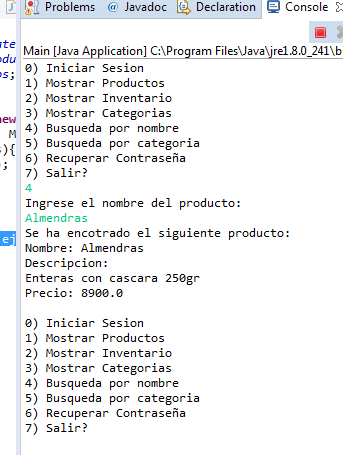 Problems @ Javadoc Declaration Console
Main [Java Application] C:\Program Files\Java\jre1.8.0_241\b
0) Iniciar Sesion
1) Mostrar Productos
2) Mostrar Inventario
3) Mostrar Categorias
4) Busqueda por nombre
5) Busqueda por categoria
6) Recuperar Contraseña
7) Salir?
4
Ingrese el nombre del producto:
Almendras
Se ha encotrado el siguiente producto:
Nombre: Almendras
Descripcion:
Enteras con cascara 250gr
Precio: 8900.0
0) Iniciar Sesion
1) Mostrar Productos
2) Mostrar Inventario
3) Mostrar Categorias
4) Busqueda por nombre
5) Busqueda por categoria
6) Recuperar Contraseña
7) Salir?